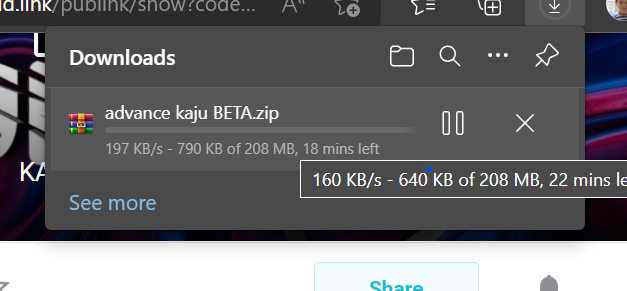 d.link/publink/show?code...
Downloads
advance kaju BETA.zip
197 KB/s - 790 KB of 208 MB, 18 mins left
160 KB/s - 640 KB of 208 MB, 22 mins le
KA
See more
Share